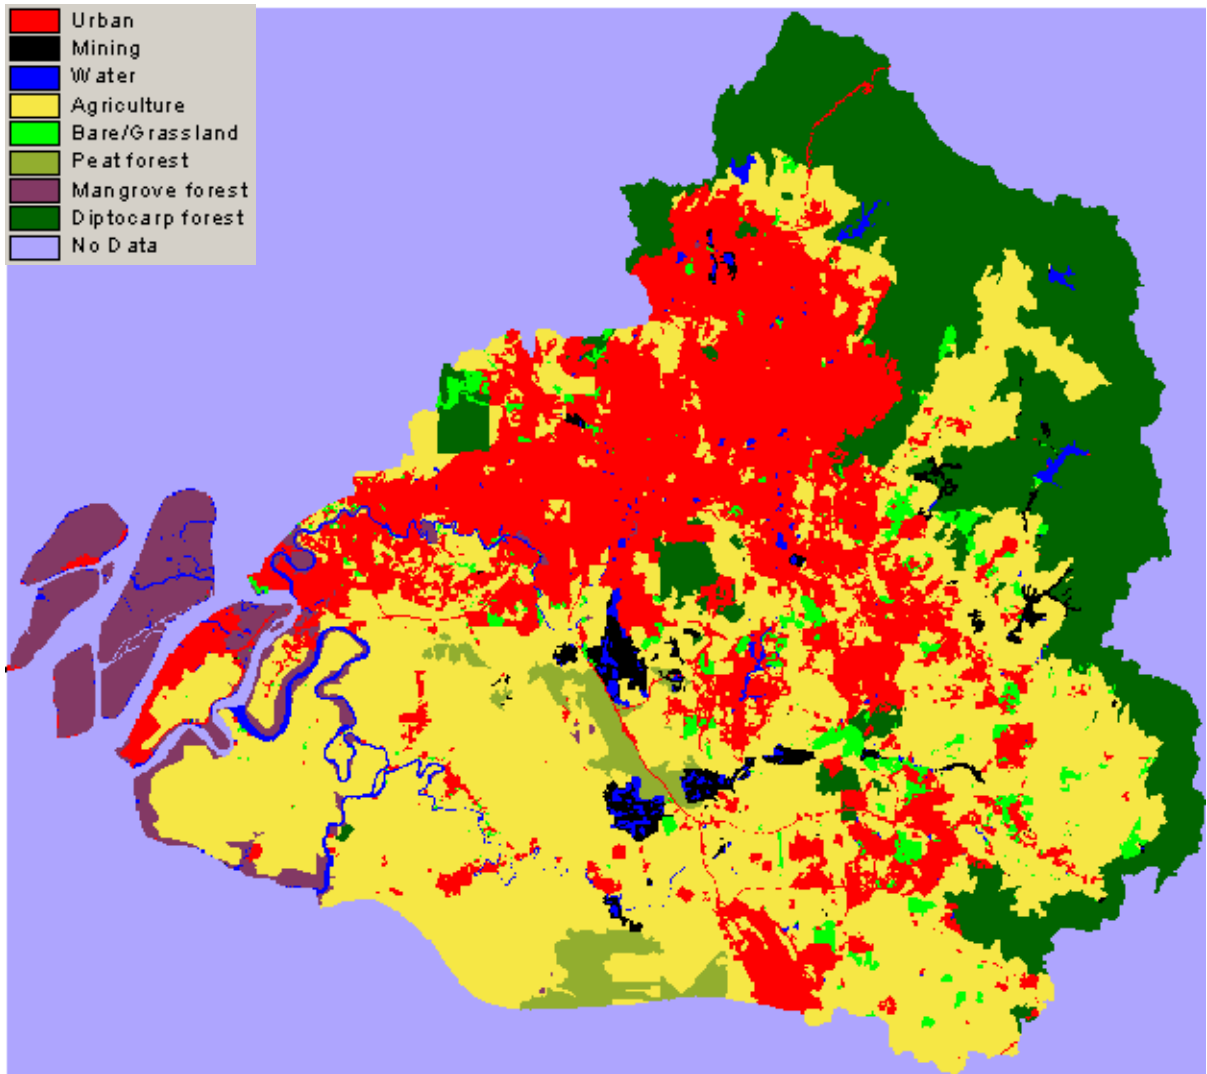 Urban
Mining
Water
Agriculture
Bare/Grassland
Peat forest
Mangrove forest
Diptocarp forest
No Data